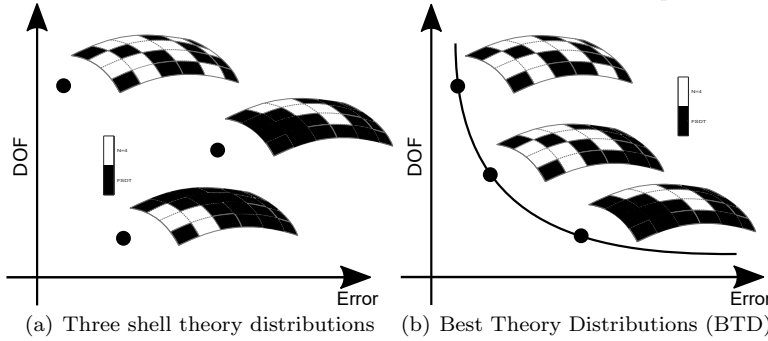 DOF
N=4
FSDT
Error
(a) Three shell theory distributions
DOF
N=4
FSDT
Error
(b) Best Theory Distributions (BTD)